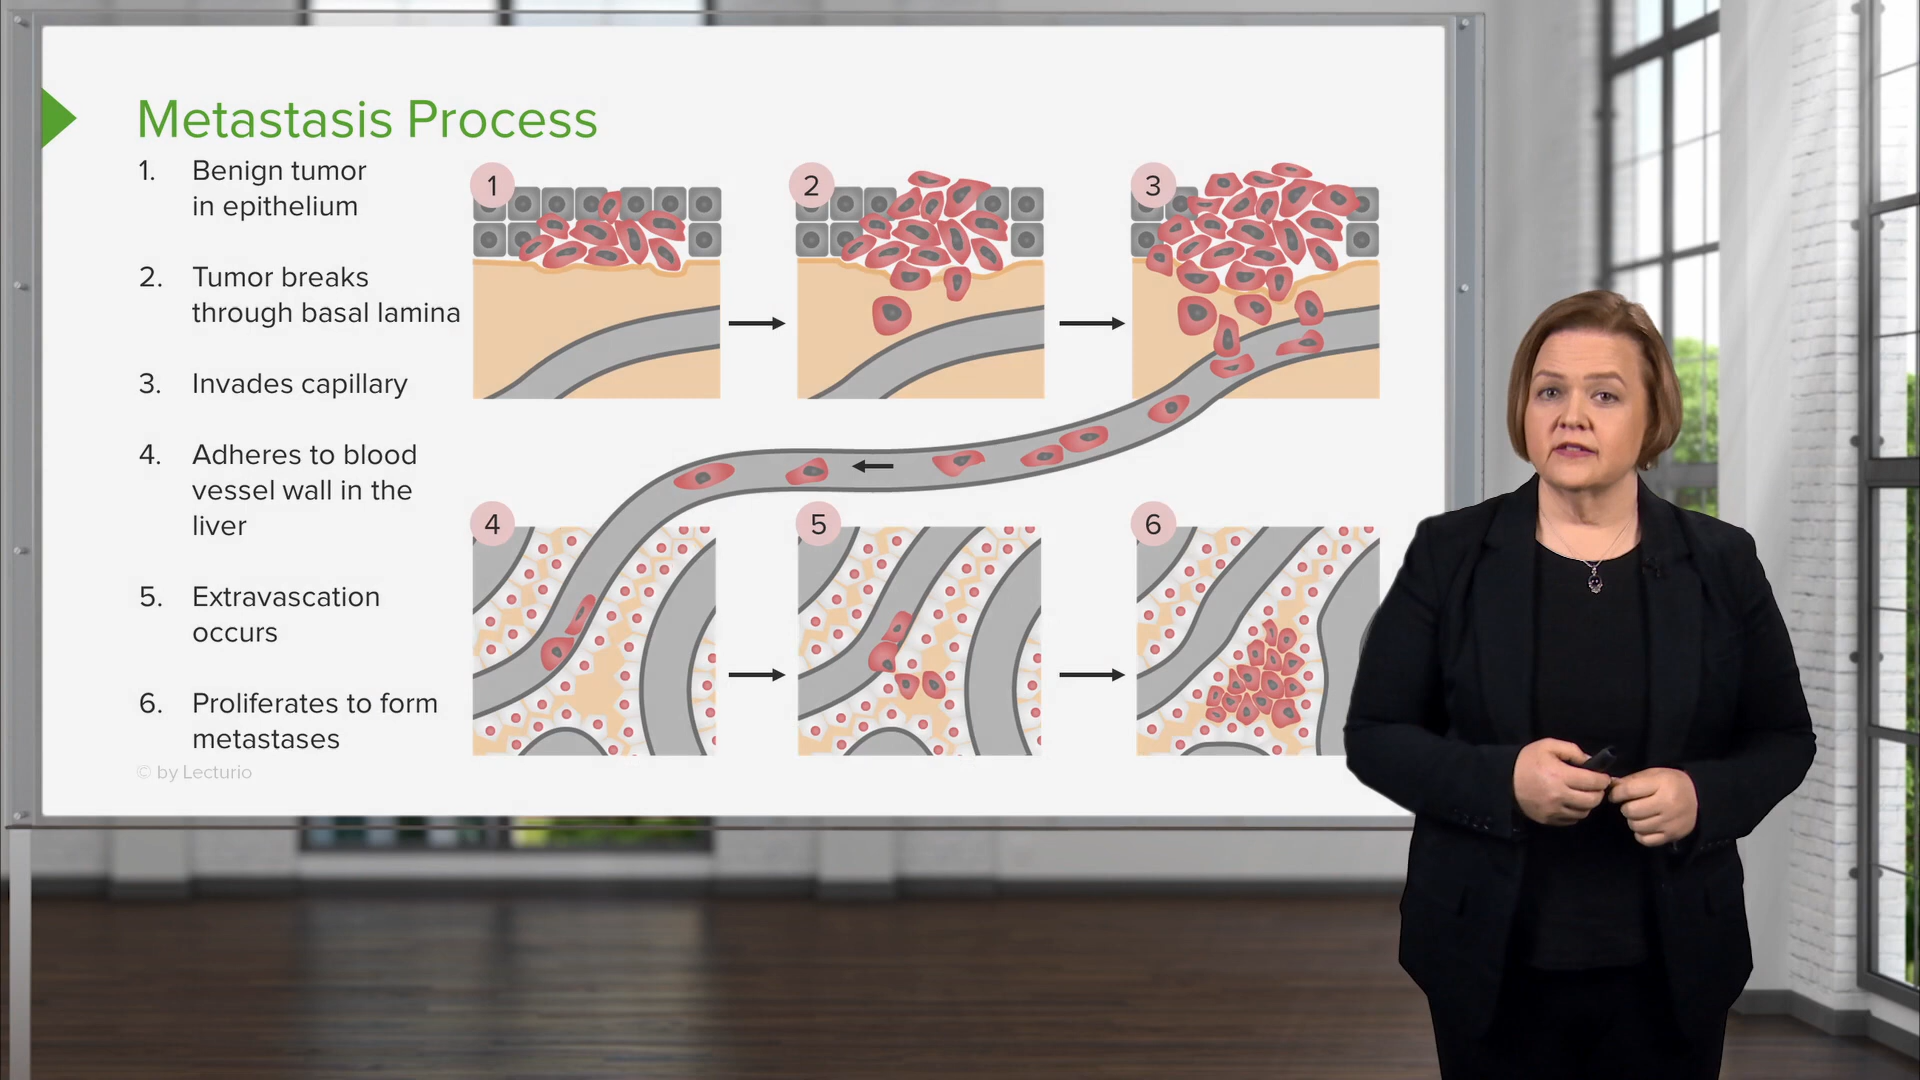 Metastasis Process
1. Benign tumor
in epithelium
2. Tumor breaks
through basal lamina
3. Invades capillary
4. Adheres to blood
vessel wall in the
liver
5. Extravascation
occurs
6. Proliferates to form
metastases
© by Lecturio
1
2
3
4
5
6